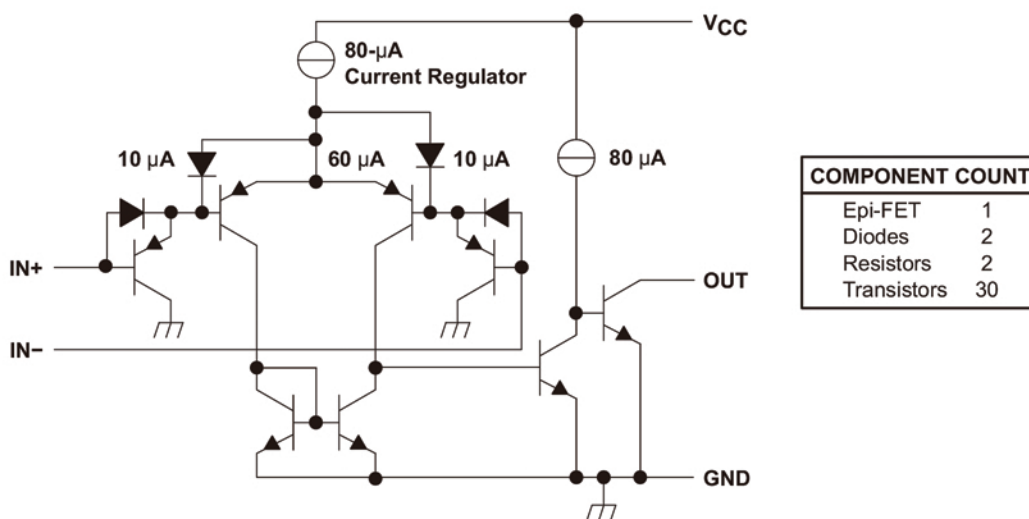 VCC
80-µA
Current Regulator
10 µA
60 µA
10 µA
80 µA
IN+
OUT
IN−
GND
COMPONENT COUNT
Epi-FET 1
Diodes 2
Resistors 2
Transistors 30